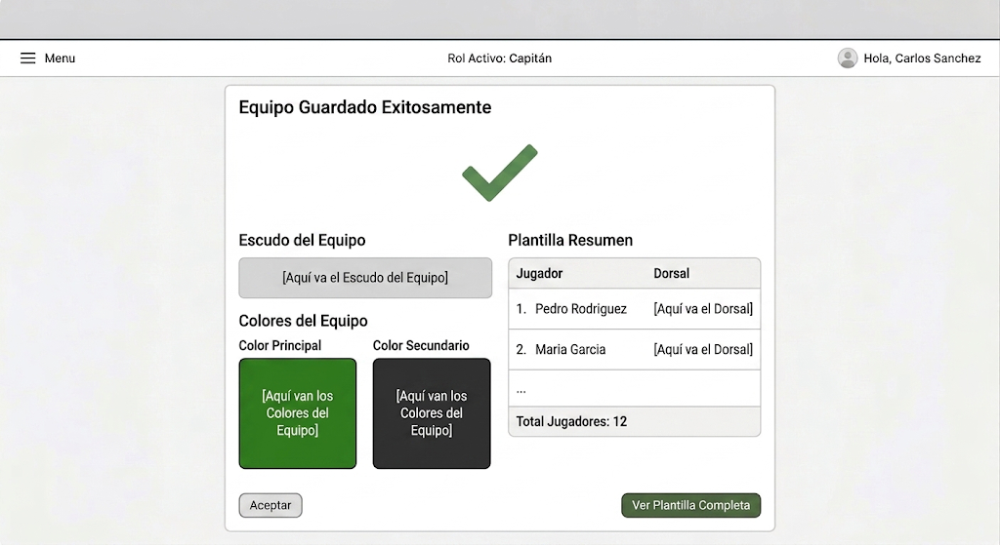 Menu
Rol Activo: Capitán
Hola, Carlos Sanchez
Equipo Guardado Exitosamente
Escudo del Equipo
[Aquí va el Escudo del Equipo]
Colores del Equipo
Color Principal
Color Secundario
[Aquí van los
Colores del
Equipo]
[Aquí van los
Colores del
Equipo]
Plantilla Resumen
Jugador Dorsal
1. Pedro Rodriguez [Aquí va el Dorsal]
2. Maria Garcia [Aquí va el Dorsal]
...
Total Jugadores: 12
Aceptar
Ver Plantilla Completa